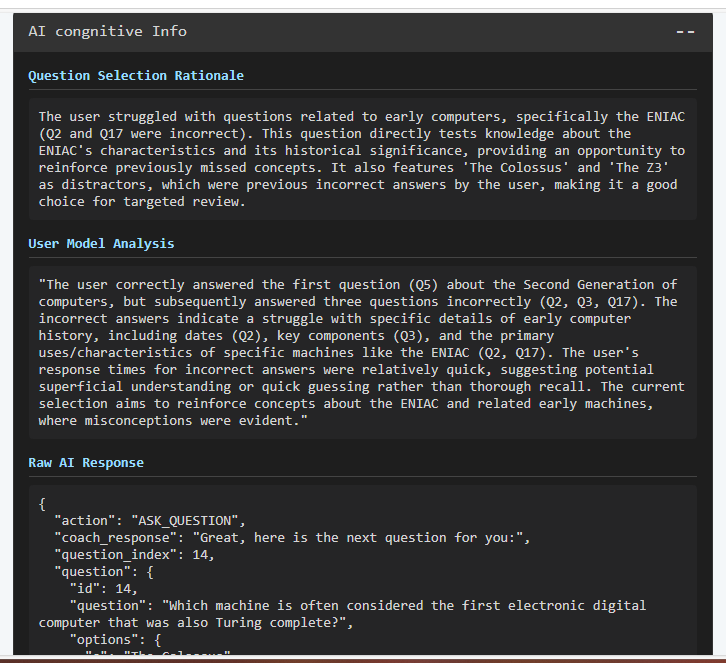 AI congnitive Info
--
Question Selection Rationale
The user struggled with questions related to early computers, specifically the ENIAC
(Q2 and Q17 were incorrect). This question directly tests knowledge about the
ENIAC's characteristics and its historical significance, providing an opportunity to
reinforce previously missed concepts. It also features 'The Colossus' and 'The Z3'
as distractors, which were previous incorrect answers by the user, making it a good
choice for targeted review.
User Model Analysis
"The user correctly answered the first question (Q5) about the Second Generation of
computers, but subsequently answered three questions incorrectly (Q2, Q3, Q17). The
incorrect answers indicate a struggle with specific details of early computer
history, including dates (Q2), key components (Q3), and the primary
uses/characteristics of specific machines like the ENIAC (Q2, Q17). The user's
response times for incorrect answers were relatively quick, suggesting potential
superficial understanding or quick guessing rather than thorough recall. The current
selection aims to reinforce concepts about the ENIAC and related early machines,
where misconceptions were evident."
Raw AI Response
{
"action": "ASK_QUESTION",
"coach_response": "Great, here is the next question for you:",
"question_index": 14,
"question": {
"id": 14,
"question": "Which machine is often considered the first electronic digital
computer that was also Turing complete?",
"options": {
"The Colossus"